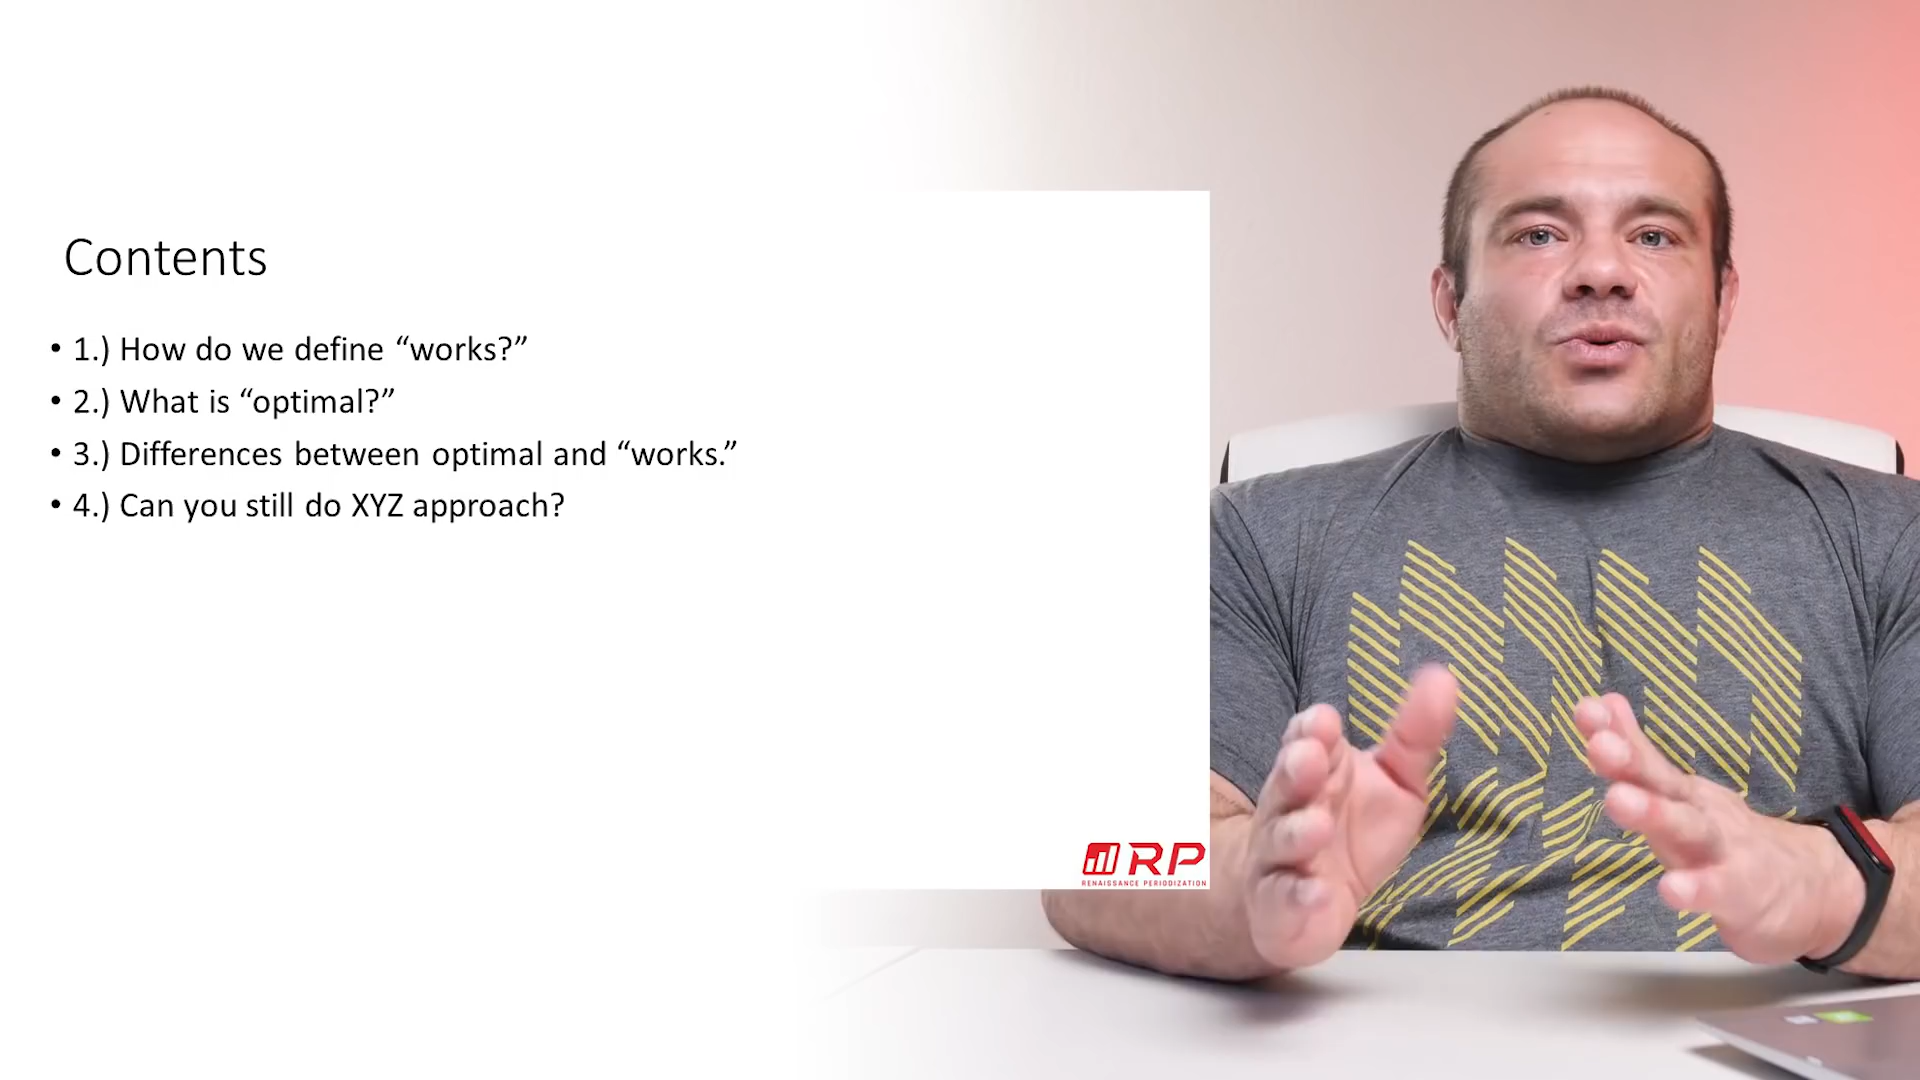 Contents
• 1.) How do we define “works?”
• 2.) What is “optimal?”
• 3.) Differences between optimal and “works.”
• 4.) Can you still do XYZ approach?
RP
RENAISSANCE PERIODIZATION